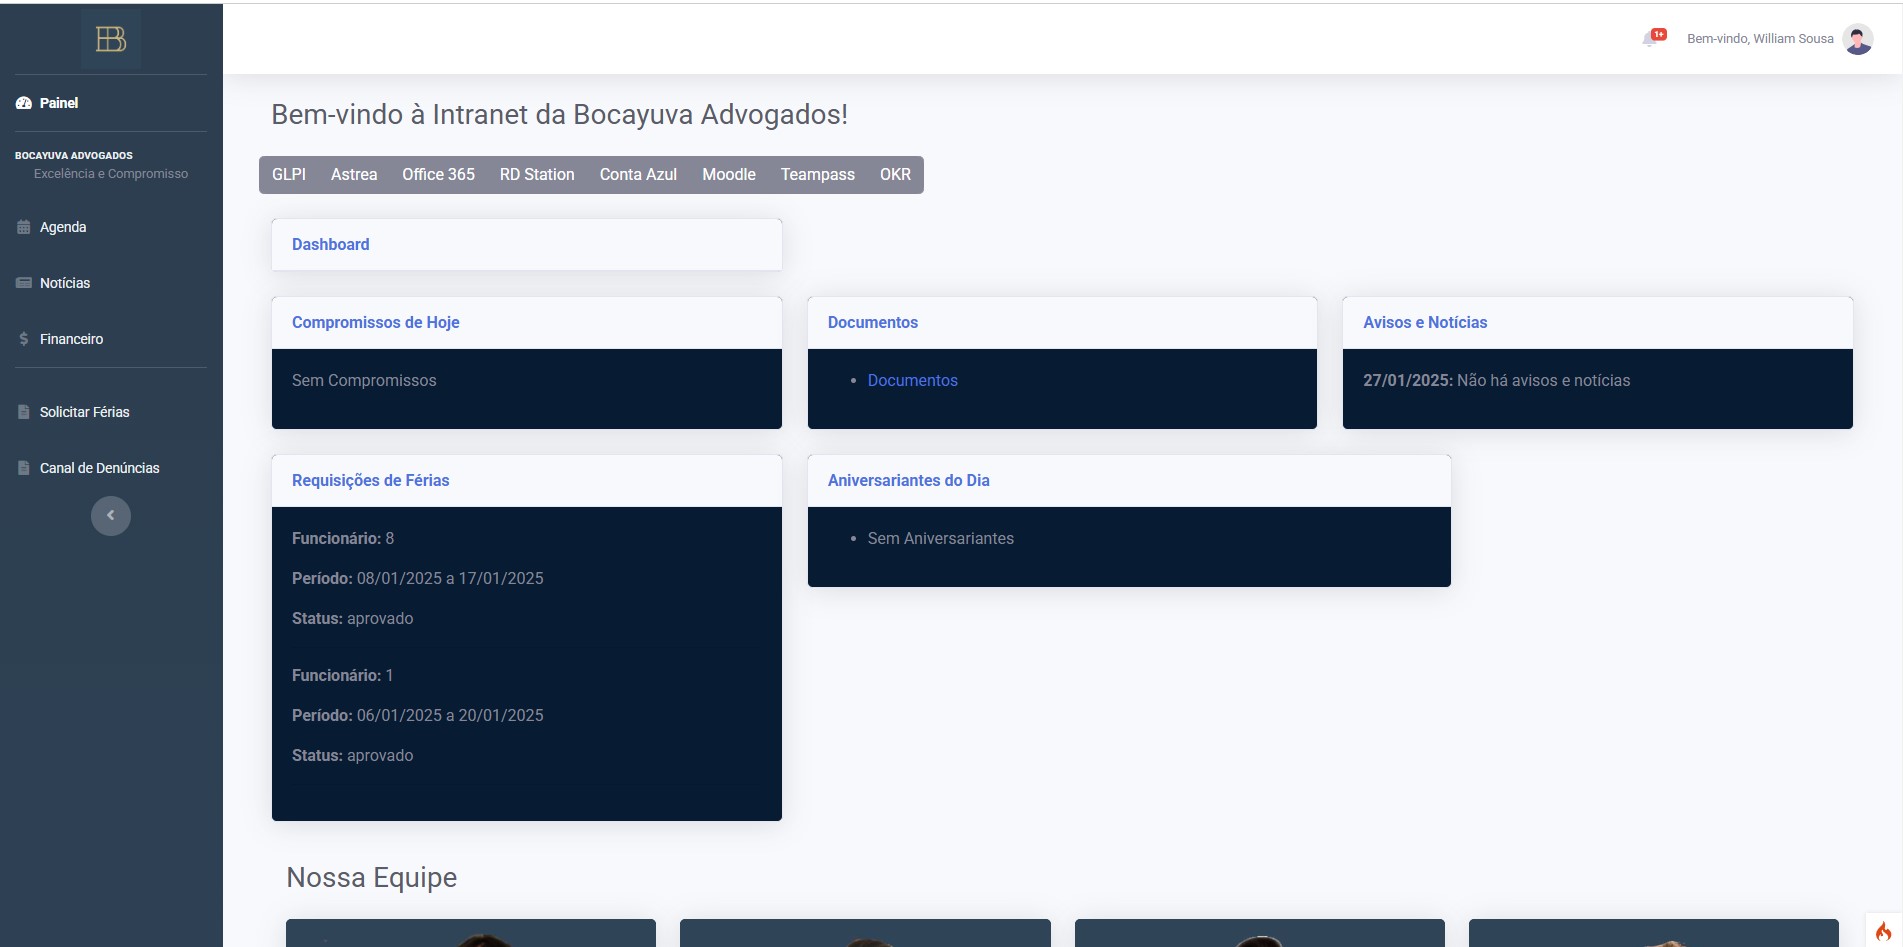 BB
Painel
BOCAYUVA ADVOGADOS
Excelência e Compromisso
Agenda
Notícias
Financeiro
Solicitar Férias
Canal de Denúncias
1+
Bem-vindo, William Sousa
Bem-vindo à Intranet da Bocayuva Advogados!
GLPI Astrea Office 365 RD Station Conta Azul Moodle Teampass OKR
Dashboard
Compromissos de Hoje
Sem Compromissos
Documentos
• Documentos
Avisos e Notícias
27/01/2025: Não há avisos e notícias
Requisições de Férias
Funcionário: 8
Período: 08/01/2025 a 17/01/2025
Status: aprovado
Funcionário: 1
Período: 06/01/2025 a 20/01/2025
Status: aprovado
Aniversariantes do Dia
• Sem Aniversariantes
Nossa Equipe